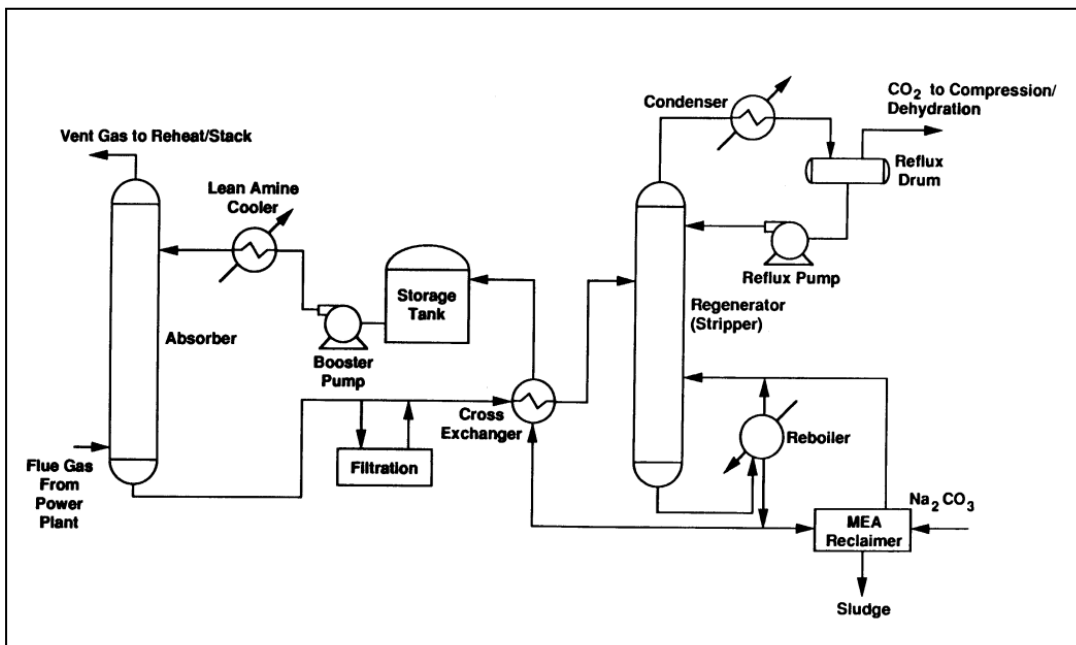 Vent Gas to Reheat/Stack
Lean Amine
Cooler
Absorber
Flue Gas
From
Power
Plant
Booster
Pump
Storage
Tank
Filtration
Cross
Exchanger
Condenser
CO₂ to Compression/
Dehydration
Reflux
Drum
Reflux Pump
Regenerator
(Stripper)
Reboiler
Na₂CO₃
MEA
Reclaimer
Sludge